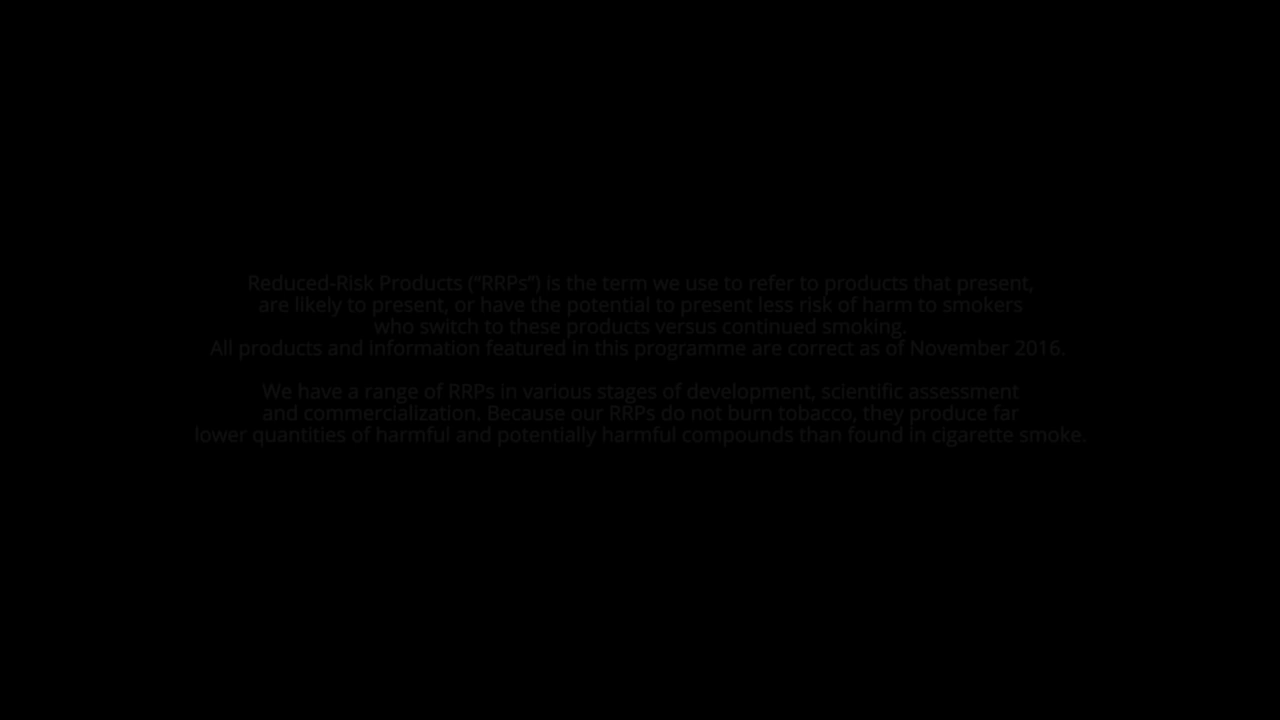 Reduced-Risk Products (“RRPs”) is the term we use to refer to products that present,
are likely to present, or have the potential to present less risk of harm to smokers
who switch to these products versus continued smoking.
All products and information featured in this programme are correct as of November 2016.
We have a range of RRPs in various stages of development, scientific assessment
and commercialization. Because our RRPs do not burn tobacco, they produce far
lower quantities of harmful and potentially harmful compounds than found in cigarette smoke.